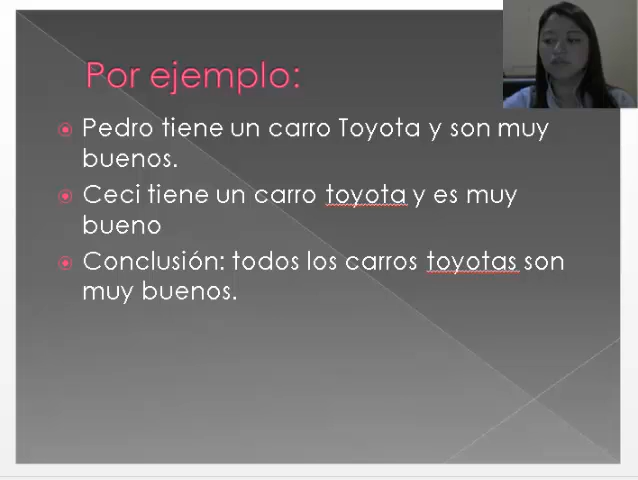 Por ejemplo:
Pedro tiene un carro Toyota y son muy
buenos.
Ceci tiene un carro toyota y es muy
bueno
Conclusión: todos los carros toyotas son
muy buenos.